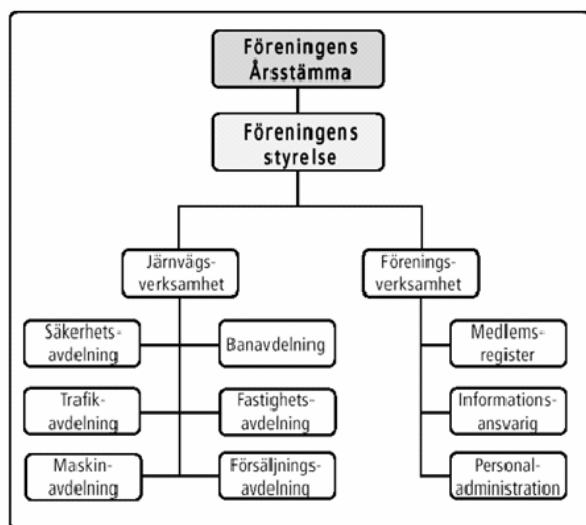 Föreningens
Årsstämma
Föreningens
styrelse
Järnvägs-
verksamhet
Förenings-
verksamhet
Säkerhets-
avdelning
Banavdelning
Medlems-
register
Trafik-
avdelning
Fastighets-
avdelning
Informations-
ansvarig
Maskin-
avdelning
Försäljnings-
avdelning
Personal-
administration